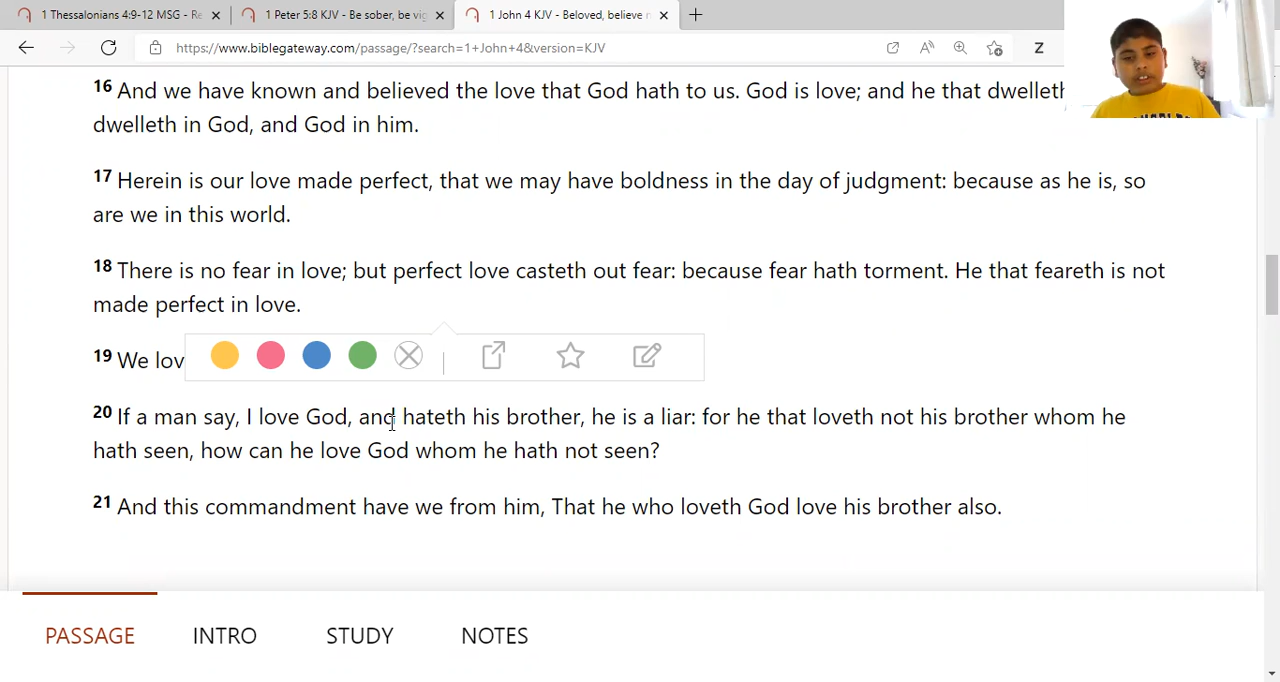 1 Thessalonians 4:9-12 MSG - Re
1 Peter 5:8 KJV - Be sober, be vig
1 John 4 KJV - Beloved, believe n
https://www.biblegateway.com/passage/?search=1+John+4&version=KJV
Z
16 And we have known and believed the love that God hath to us. God is love; and he that dwelleth
dwelleth in God, and God in him.
17 Herein is our love made perfect, that we may have boldness in the day of judgment: because as he is, so
are we in this world.
18 There is no fear in love; but perfect love casteth out fear: because fear hath torment. He that feareth is not
made perfect in love.
19 We lov
20 If a man say, I love God, and hateth his brother, he is a liar: for he that loveth not his brother whom he
hath seen, how can he love God whom he hath not seen?
21 And this commandment have we from him, That he who loveth God love his brother also.
PASSAGE INTRO STUDY NOTES